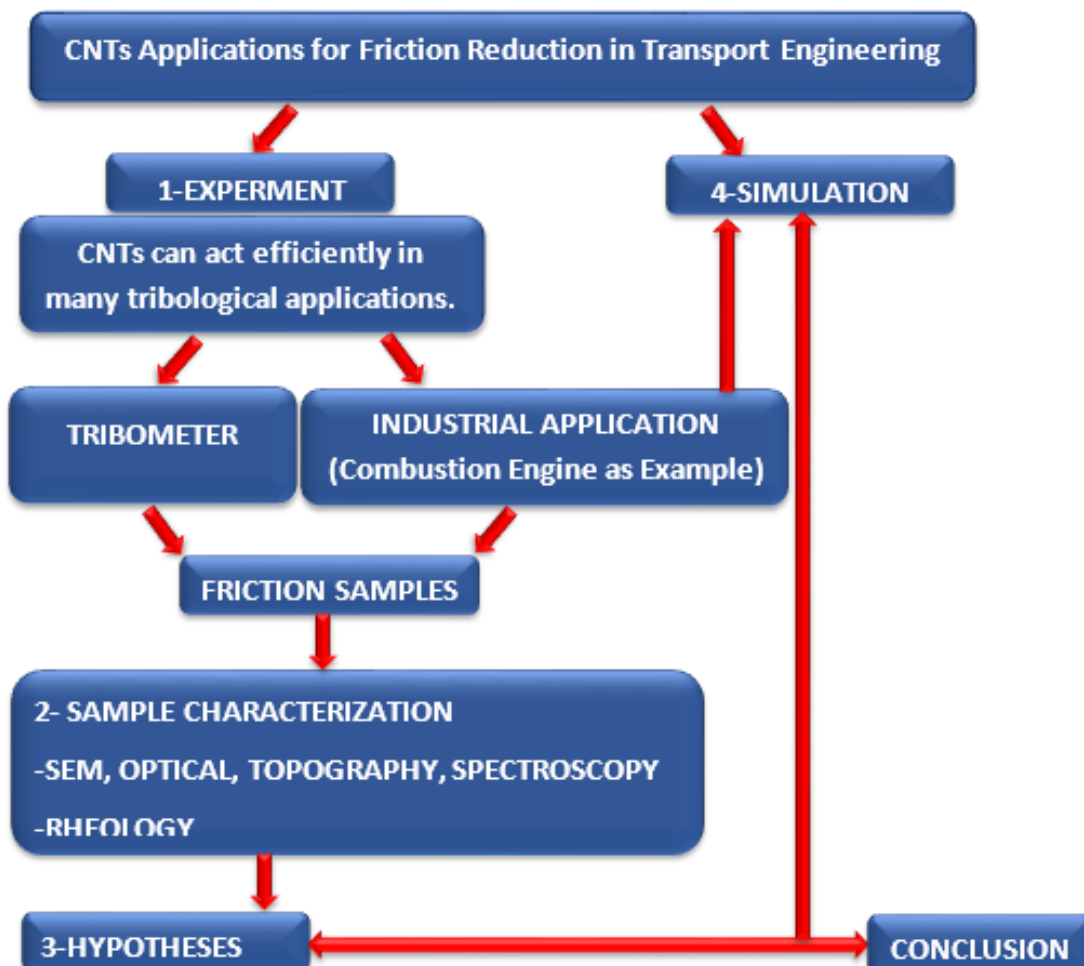 CNTs Applications for Friction Reduction in Transport Engineering
1-EXPERMENT
4-SIMULATION
CNTs can act efficiently in
many tribological applications.
TRIBOMETER
INDUSTRIAL APPLICATION
(Combustion Engine as Example)
FRICTION SAMPLES
2- SAMPLE CHARACTERIZATION
-SEM, OPTICAL, TOPOGRAPHY, SPECTROSCOPY
-RHEOLOGY
3-HYPOTHESES
CONCLUSION